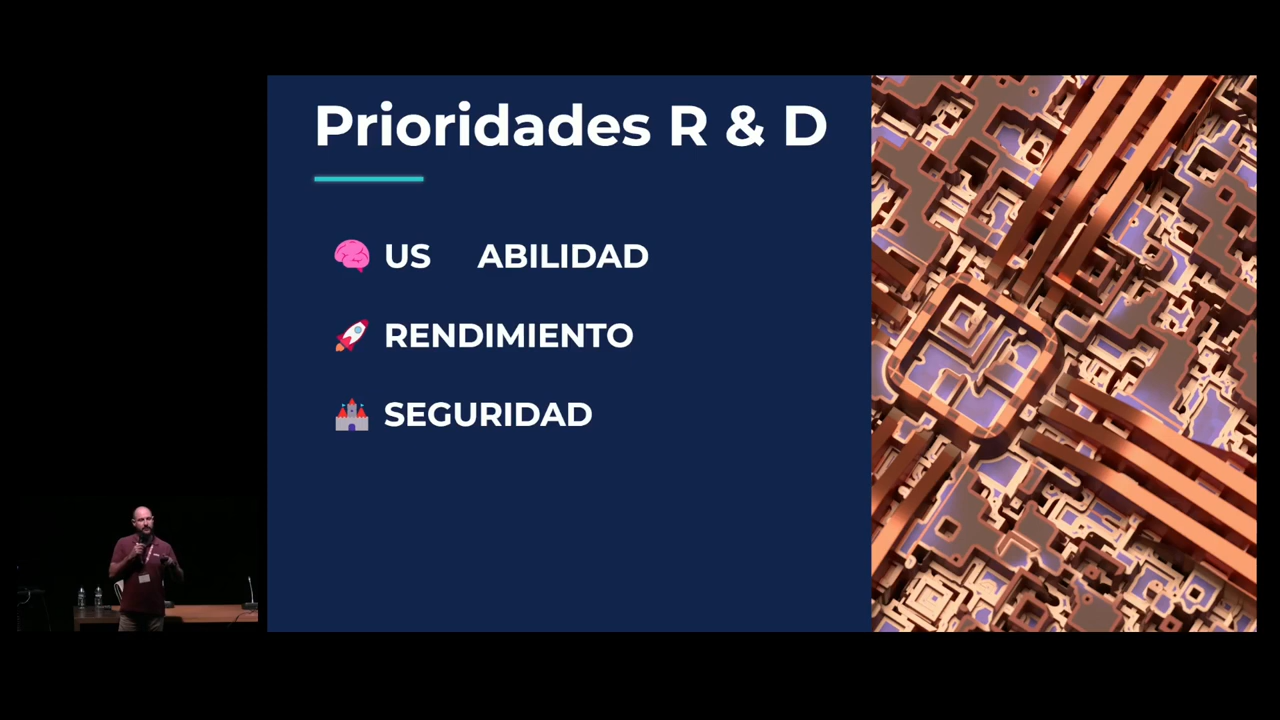 Prioridades R & D
🧠 US ABILIDAD
🚀 RENDIMIENTO
🏰 SEGURIDAD